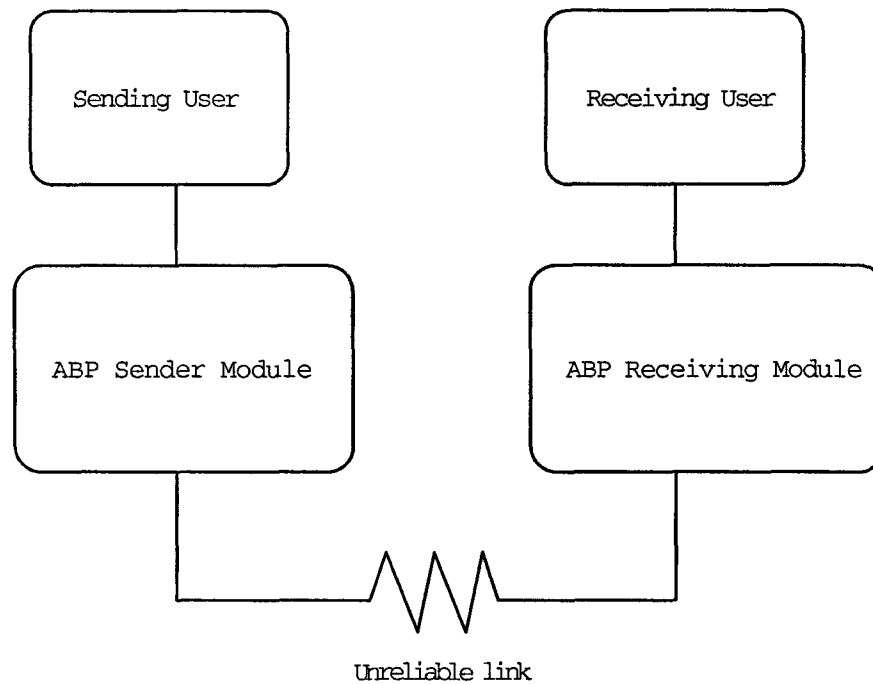 Sending User
Receiving User
ABP Sender Module
ABP Receiving Module
Unreliable link